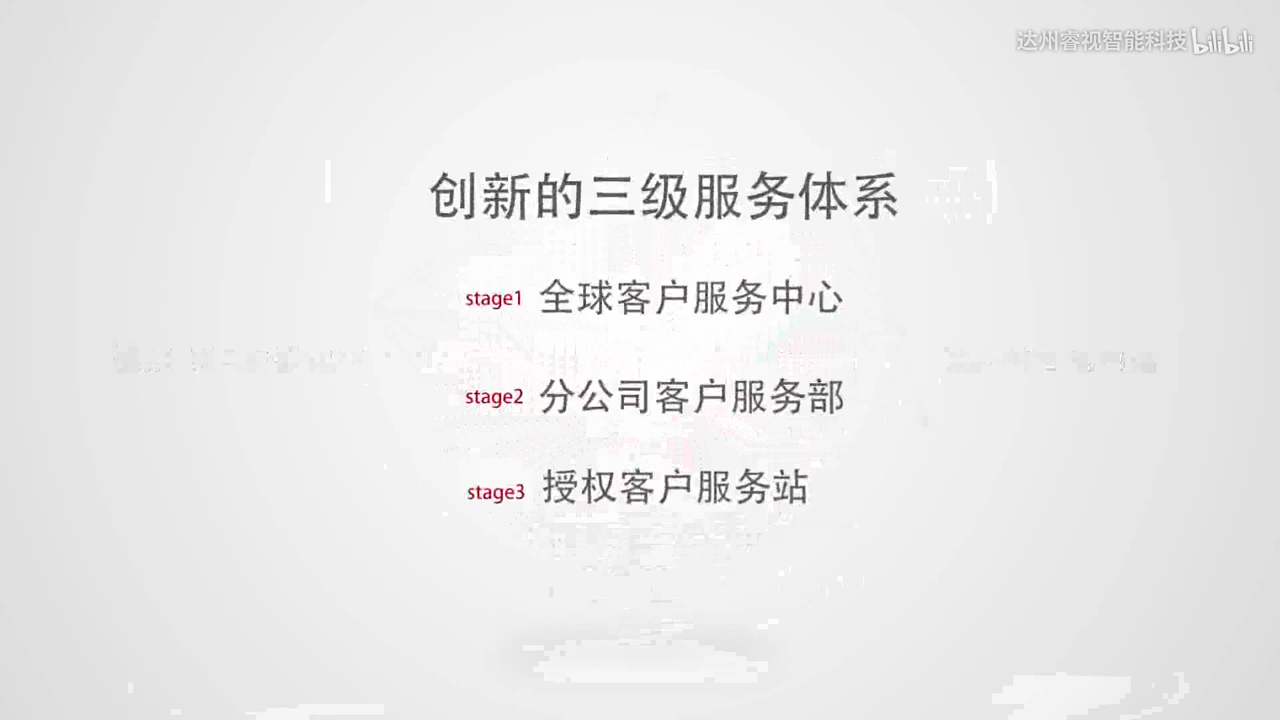 达州睿视智能科技 bilibili
创新的三级服务体系
stage1 全球客户服务中心
stage2 分公司客户服务部
stage3 授权客户服务站